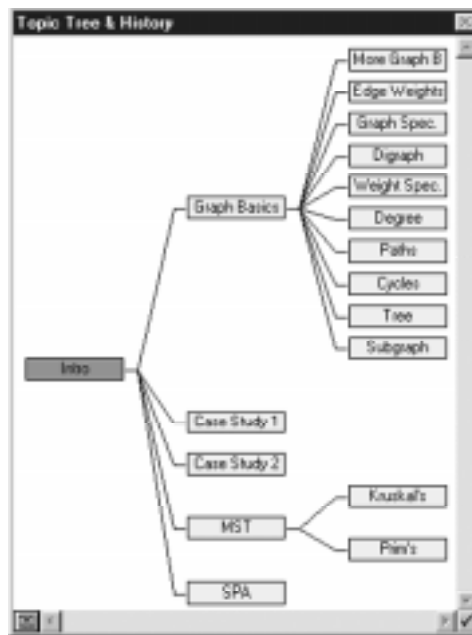 Topic Tree & History
More Graph B
Edge Weights
Graph Spec.
Digraph
Weight Spec.
Graph Basics
Degree
Paths
Cycles
Tree
Subgraph
Intro
Case Study 1
Case Study 2
Kruskal's
MST
Prim's
SPA